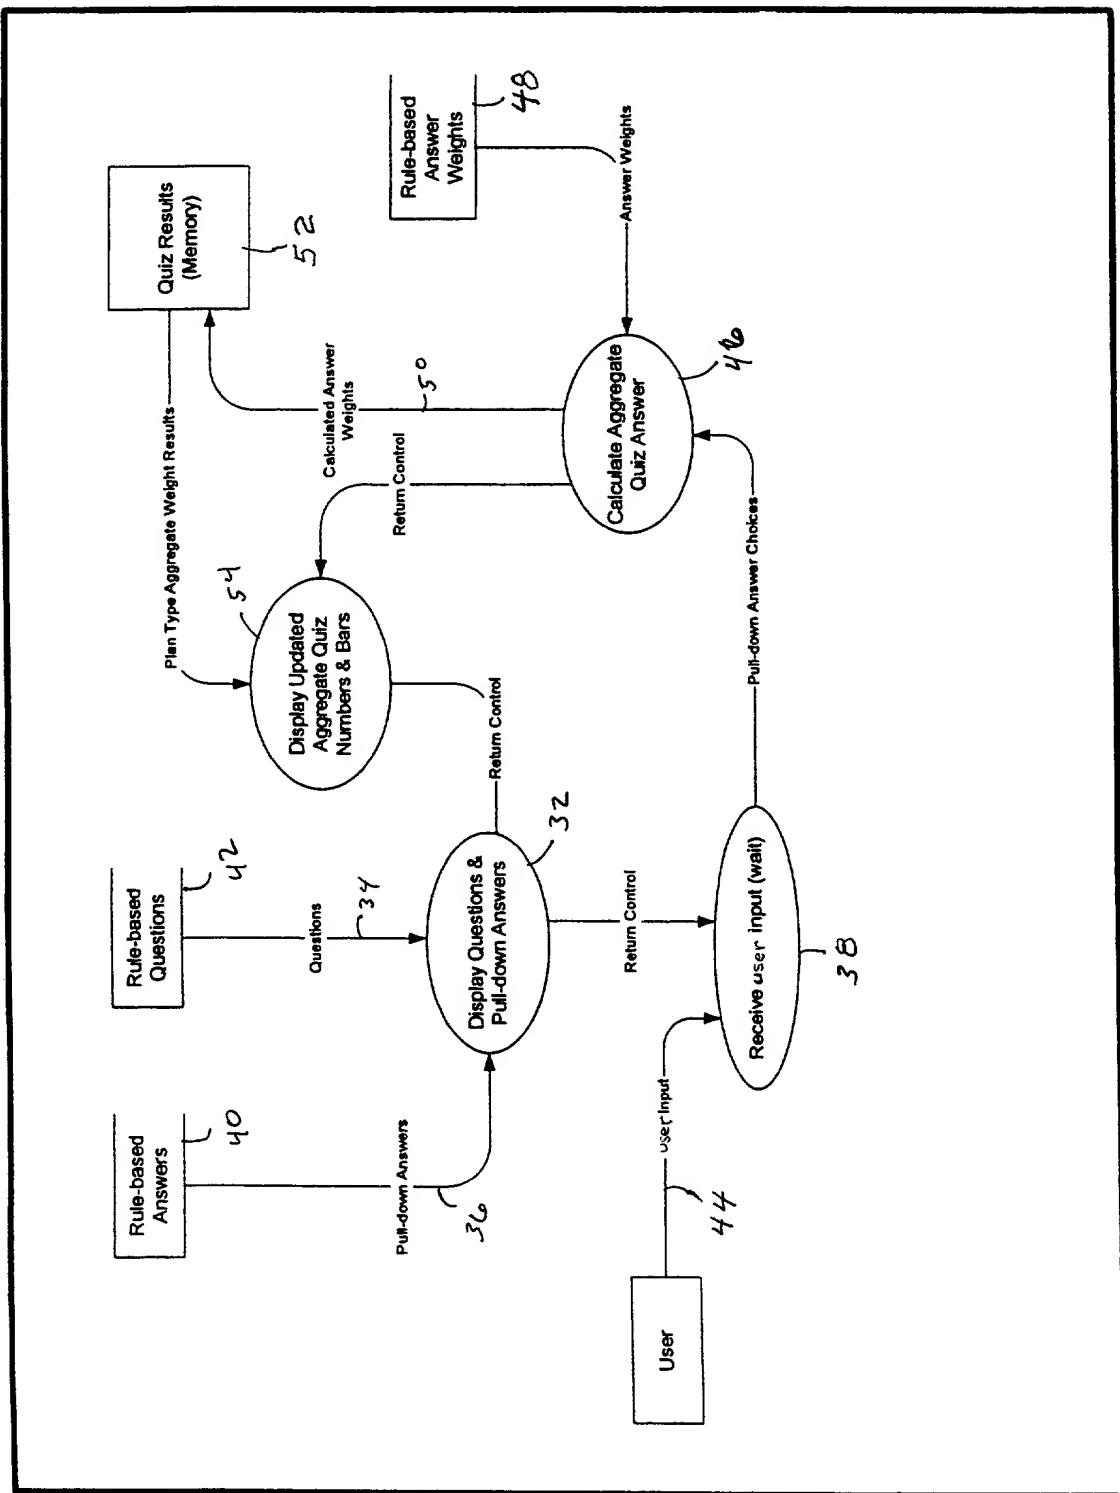 Rule-based
Answers
40
Rule-based
Questions
42
Quiz Results
(Memory)
52
Rule-based
Answer
Weights
48
Plan Type Aggregate Weight Results
54
Display Updated
Aggregate Quiz
Numbers & Bars
Calculated Answer
Weights
50
Return Control
Questions
34
Pull-down Answers
36
Display Questions &
Pull-down Answers
32
Return Control
Answer Weights
Calculate Aggregate
Quiz Answer
46
Return Control
User
User Input
44
Receive user Input (wait)
38
Pull-down Answer Choices